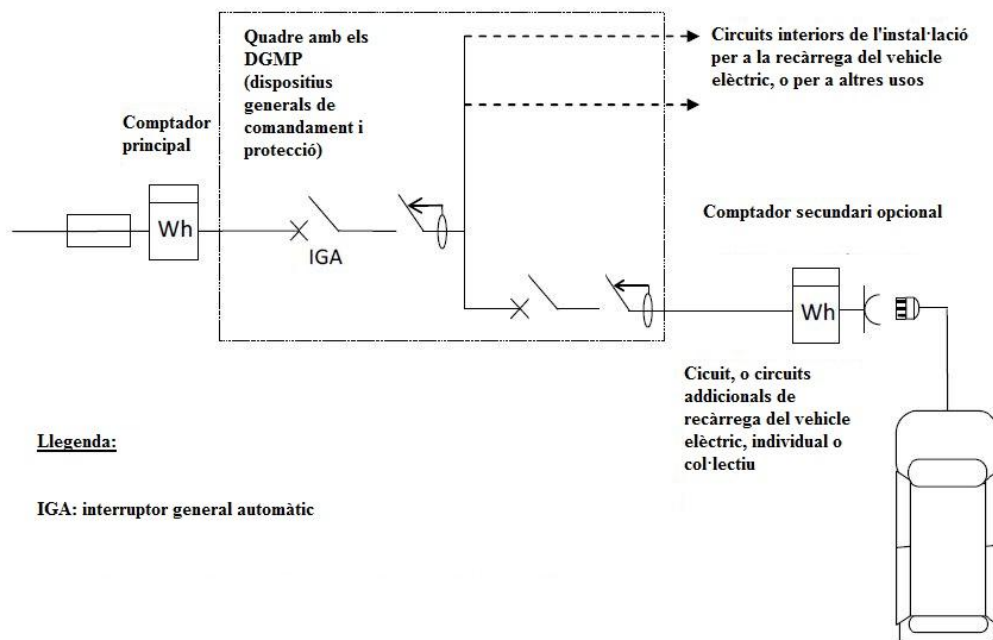 Quadre amb els
DGMP
(dispositius
generals de
comandament i
protecció)
Circuits interiors de l'instal·lació
per a la recàrrega del vehicle
elèctric, o per a altres usos
Comptador
principal
Wh
IGA
Comptador secundari opcional
Wh
Cicuit, o circuits
addicionals de
recàrrega del vehicle
elèctric, individual o
col·lectiu
Llegenda:
IGA: interruptor general automàtic